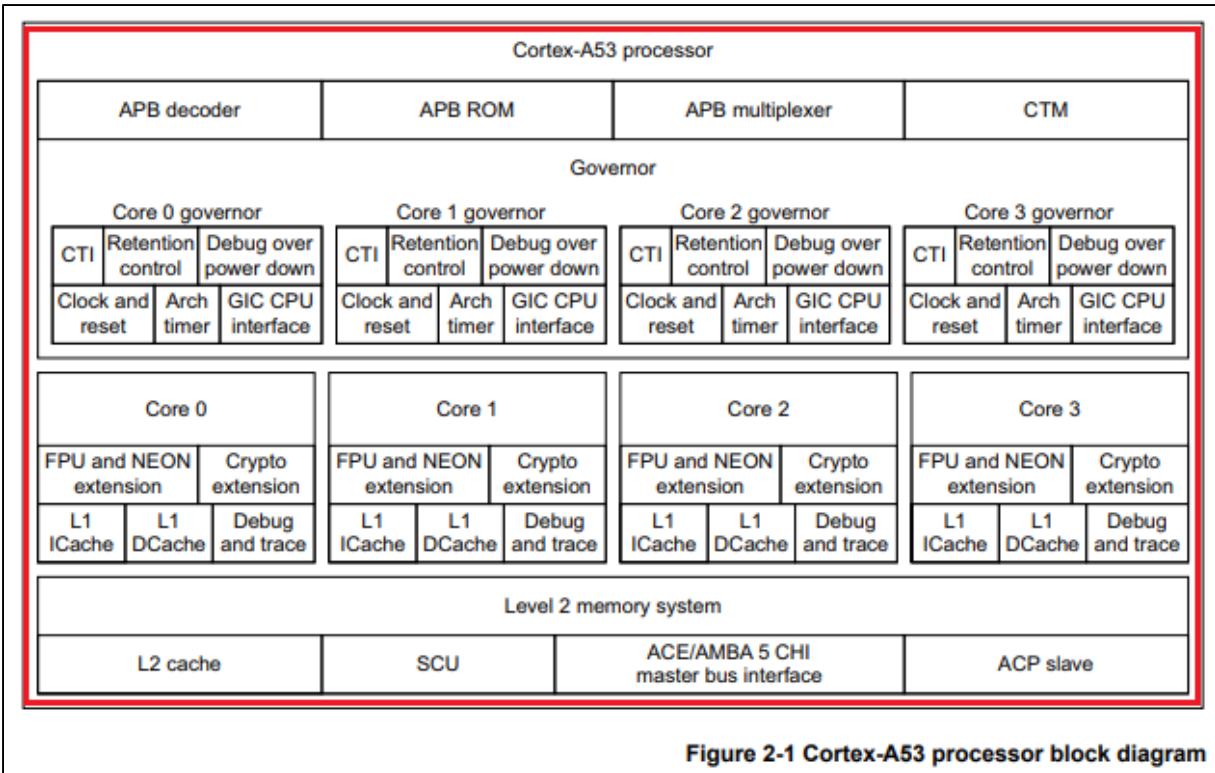 Cortex-A53 processor
APB decoder
APB ROM
APB multiplexer
CTM
Governor
Core 0 governor
CTI
Retention
control
Debug over
power down
Clock and
reset
Arch
timer
GIC CPU
interface
Core 1 governor
CTI
Retention
control
Debug over
power down
Clock and
reset
Arch
timer
GIC CPU
interface
Core 2 governor
CTI
Retention
control
Debug over
power down
Clock and
reset
Arch
timer
GIC CPU
interface
Core 3 governor
CTI
Retention
control
Debug over
power down
Clock and
reset
Arch
timer
GIC CPU
interface
Core 0
FPU and NEON
extension
Crypto
extension
L1
ICache
L1
DCache
Debug
and trace
Core 1
FPU and NEON
extension
Crypto
extension
L1
ICache
L1
DCache
Debug
and trace
Core 2
FPU and NEON
extension
Crypto
extension
L1
ICache
L1
DCache
Debug
and trace
Core 3
FPU and NEON
extension
Crypto
extension
L1
ICache
L1
DCache
Debug
and trace
Level 2 memory system
L2 cache
SCU
ACE/AMBA 5 CHI
master bus interface
ACP slave
Figure 2-1 Cortex-A53 processor block diagram